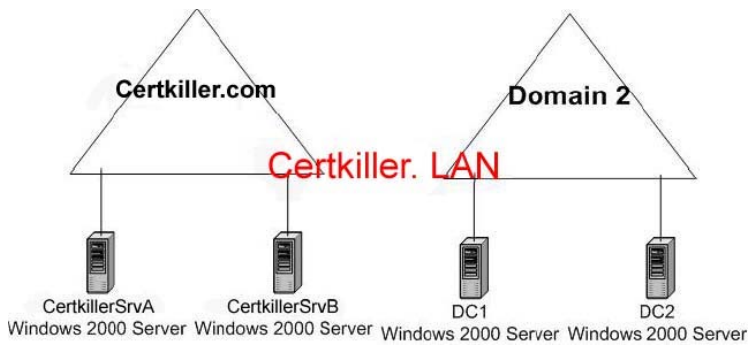 Certkiller.com
Domain 2
Certkiller. LAN
CertkillerSrvA
Windows 2000 Server
CertkillerSrvB
Windows 2000 Server
DC1
Windows 2000 Server
DC2
Windows 2000 Server